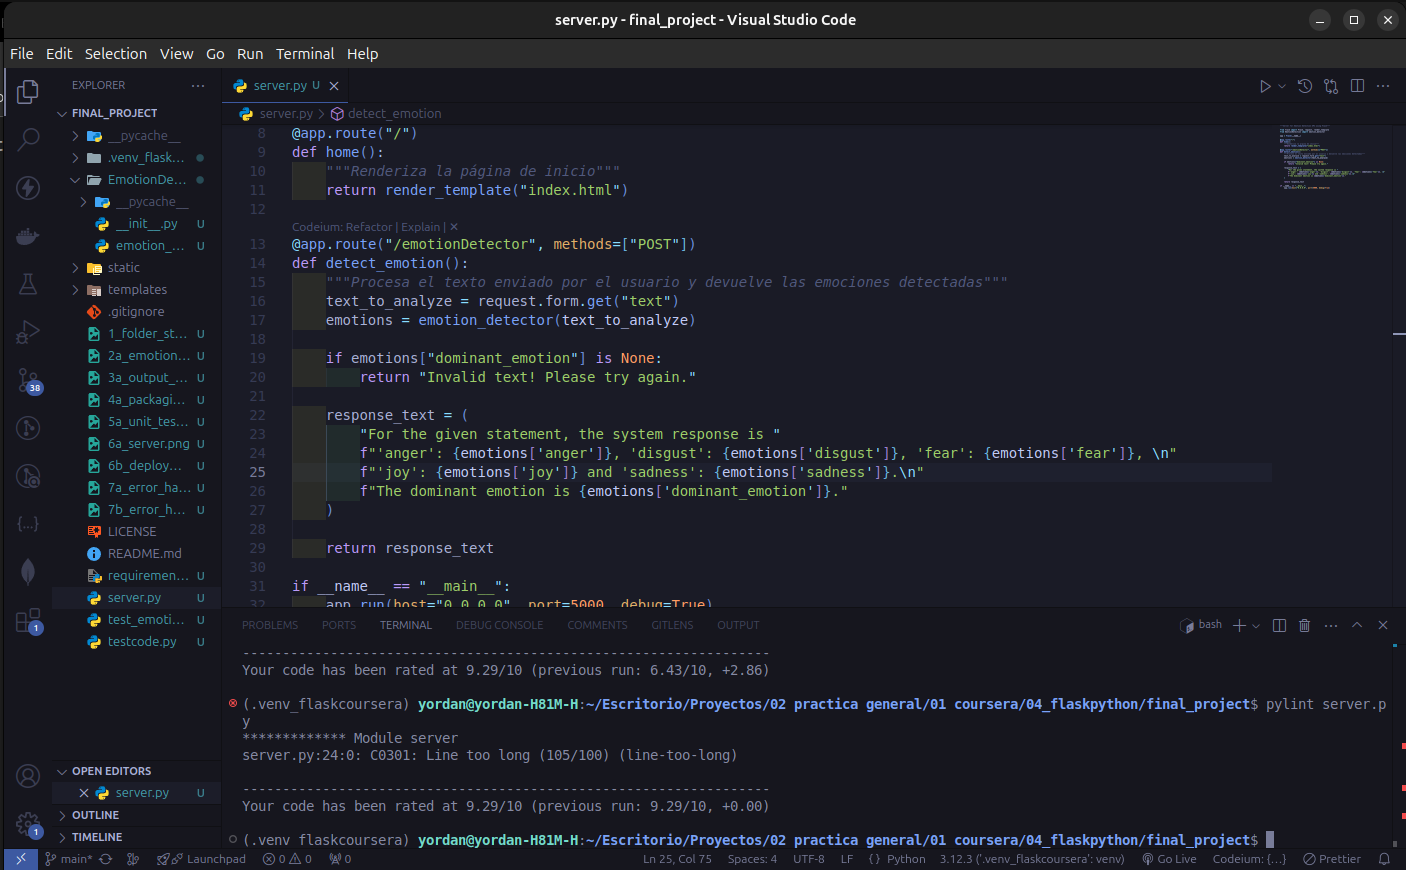 server.py - final_project - Visual Studio Code
File Edit Selection View Go Run Terminal Help
EXPLORER
FINAL_PROJECT
__pycache__
.venv_flask...
EmotionDe...
__pycache__
__init__.py U
emotion_... U
static
templates
.gitignore
1_folder_st... U
2a_emotion... U
3a_output_... U
4a_packagi... U
5a_unit_tes... U
6a_server.png U
6b_deploy... U
7a_error_ha... U
7b_error_h... U
LICENSE
README.md
requiremen... U
server.py U
test_emoti... U
testcode.py U
OPEN EDITORS
server.py U
OUTLINE
TIMELINE
38
1
1
server.py U
server.py > detect_emotion
8 @app.route("/")
9 def home():
10 """Renderiza la página de inicio"""
11 return render_template("index.html")
12
Codeium: Refactor | Explain | ✕
13 @app.route("/emotionDetector", methods=["POST"])
14 def detect_emotion():
15 """Procesa el texto enviado por el usuario y devuelve las emociones detectadas"""
16 text_to_analyze = request.form.get("text")
17 emotions = emotion_detector(text_to_analyze)
18
19 if emotions["dominant_emotion"] is None:
20 return "Invalid text! Please try again."
21
22 response_text = (
23 "For the given statement, the system response is "
24 f"'anger': {emotions['anger']}, 'disgust': {emotions['disgust']}, 'fear': {emotions['fear']}, \n"
25 f"'joy': {emotions['joy']} and 'sadness': {emotions['sadness']}.\n"
26 f"The dominant emotion is {emotions['dominant_emotion']}."
27 )
28
29 return response_text
30
31 if __name__ == "__main__":
32 app.run(host="0.0.0.0", port=5000, debug=True)
PROBLEMS PORTS TERMINAL DEBUG CONSOLE COMMENTS GITLENS OUTPUT
bash
-----------------------------------------------------------------
Your code has been rated at 9.29/10 (previous run: 6.43/10, +2.86)
(.venv_flaskcoursera) yordan@yordan-H81M-H:~/Escritorio/Proyectos/02 practica general/01 coursera/04_flaskpython/final_project$ pylint server.p
y
************* Module server
server.py:24:0: C0301: Line too long (105/100) (line-too-long)
-----------------------------------------------------------------
Your code has been rated at 9.29/10 (previous run: 9.29/10, +0.00)
(.venv_flaskcoursera) yordan@yordan-H81M-H:~/Escritorio/Proyectos/02 practica general/01 coursera/04_flaskpython/final_project$
main* Launchpad 0 0 0 Ln 25, Col 75 Spaces: 4 UTF-8 LF {} Python 3.12.3 ('.venv_flaskcoursera': venv) Go Live Codeium: {...} Prettier